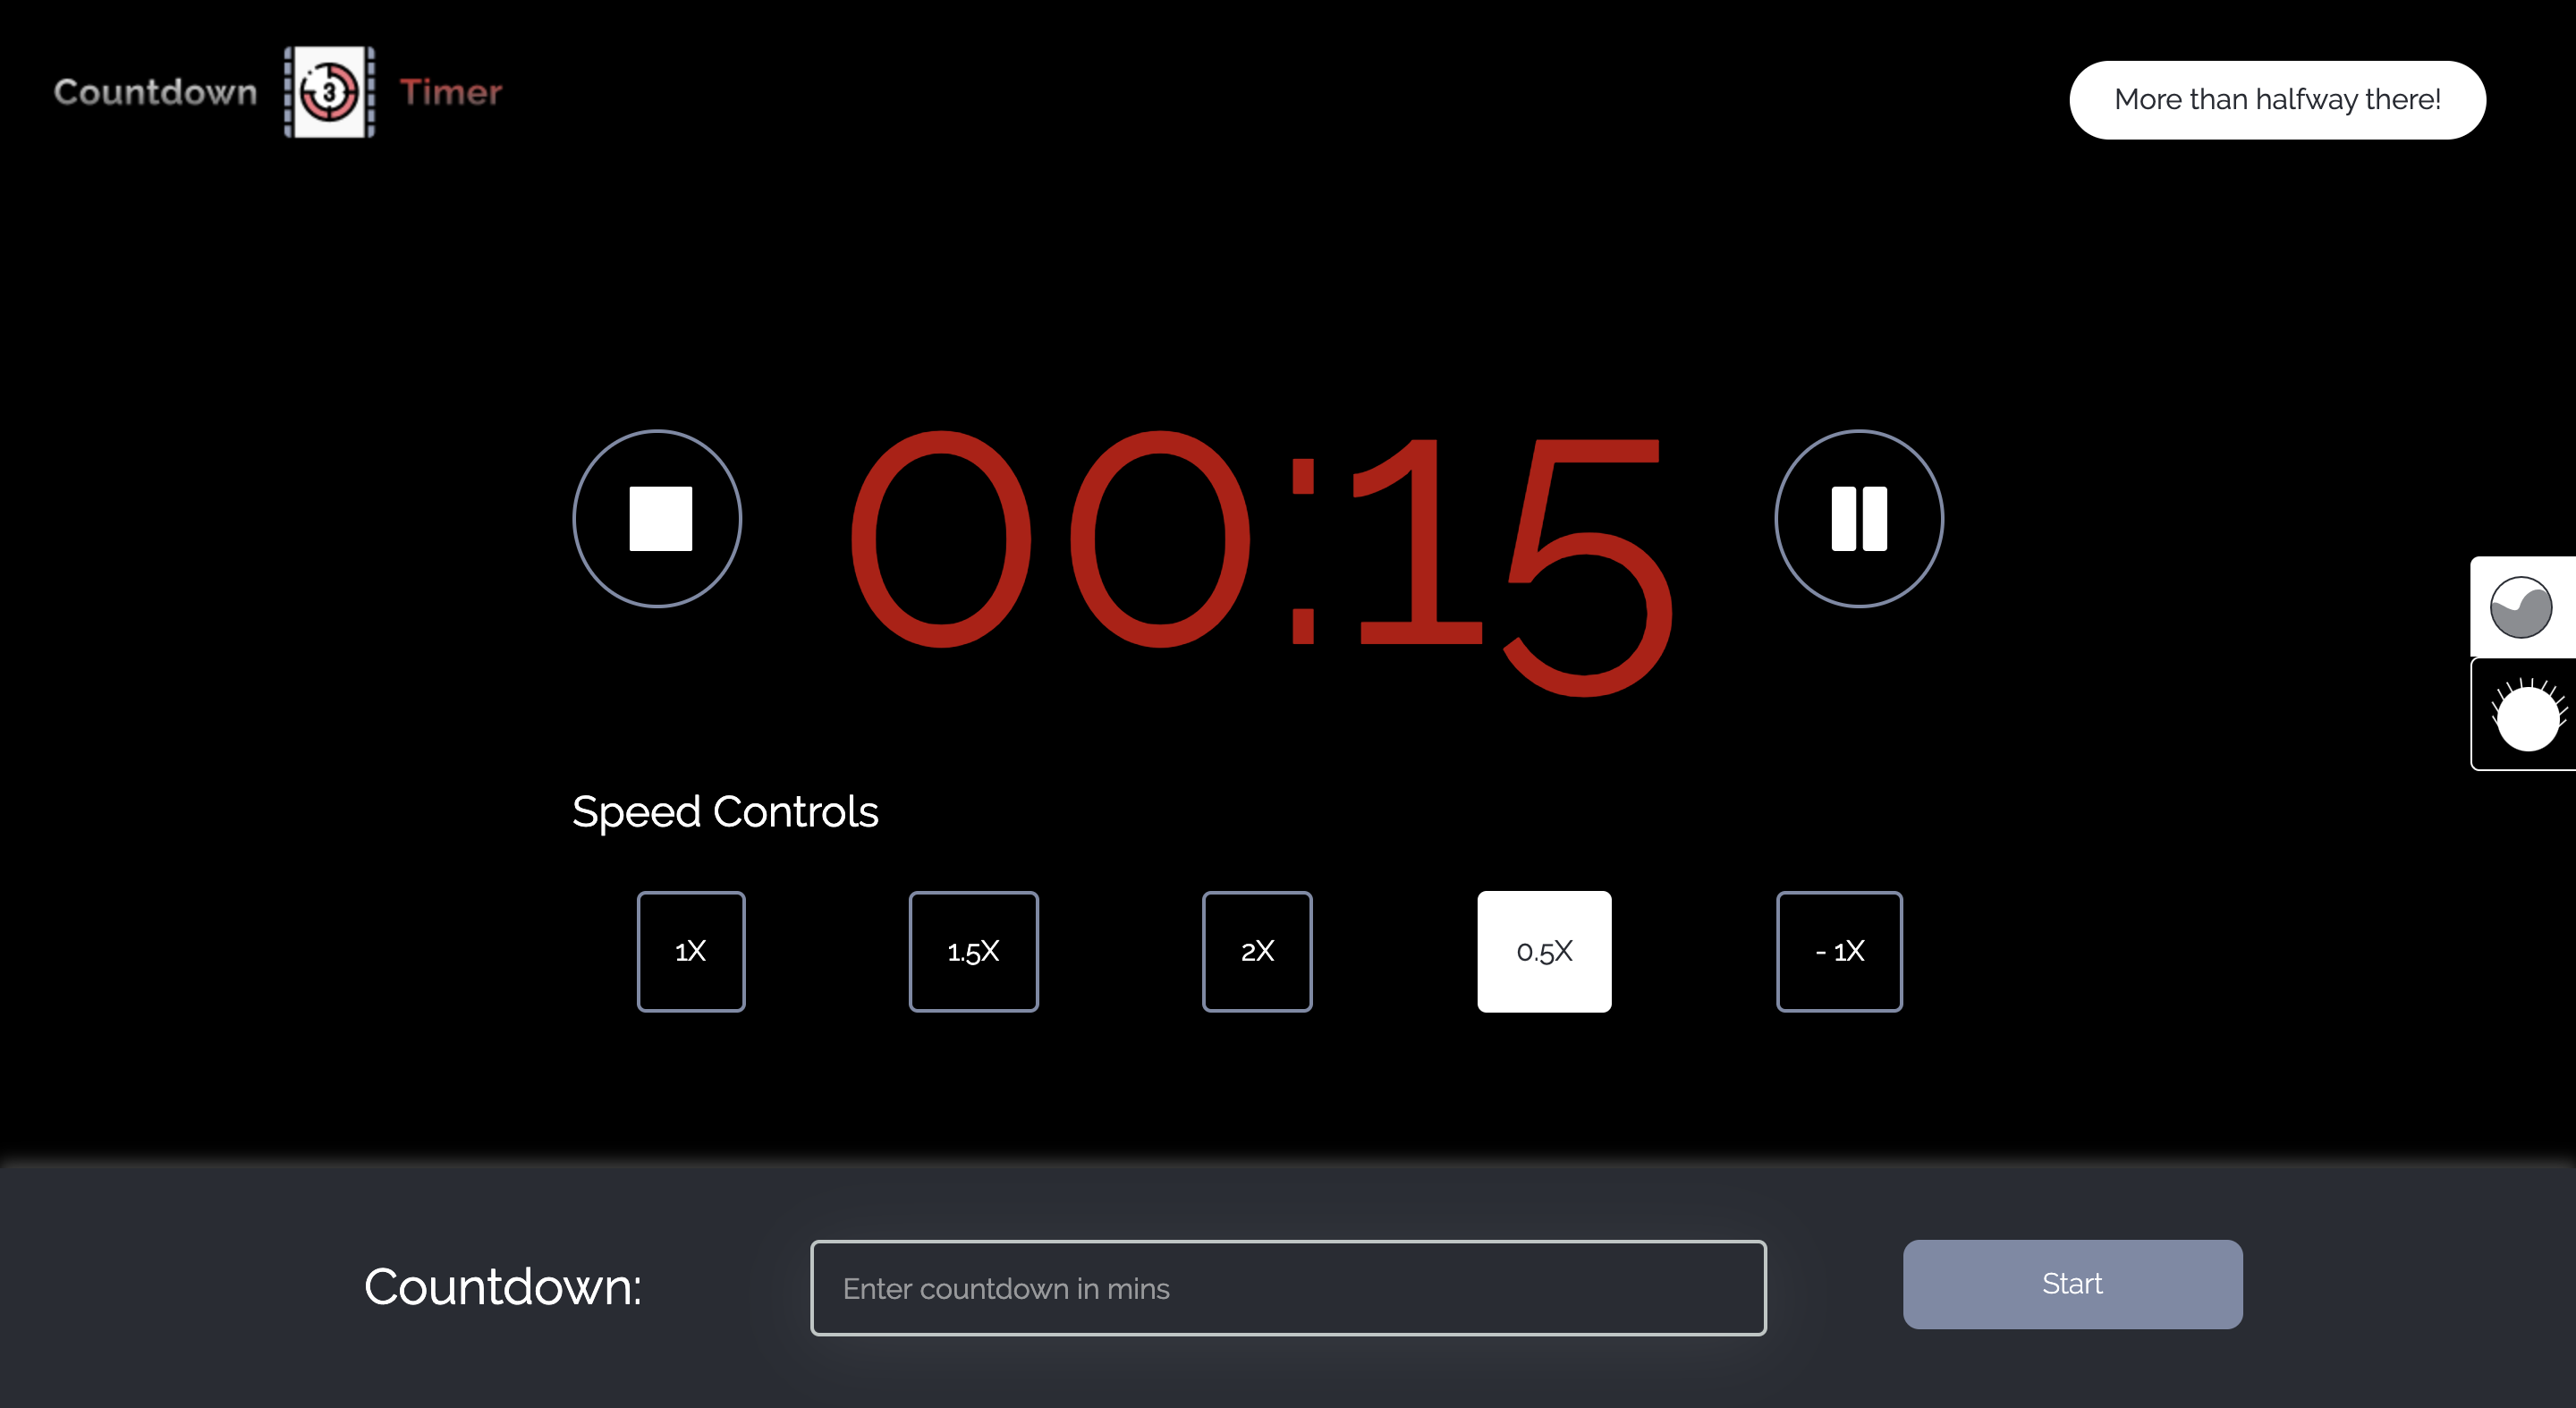 Countdown 3 Timer
More than halfway there!
00:15
Speed Controls
1X 1.5X 2X 0.5X - 1X
Countdown: Enter countdown in mins Start